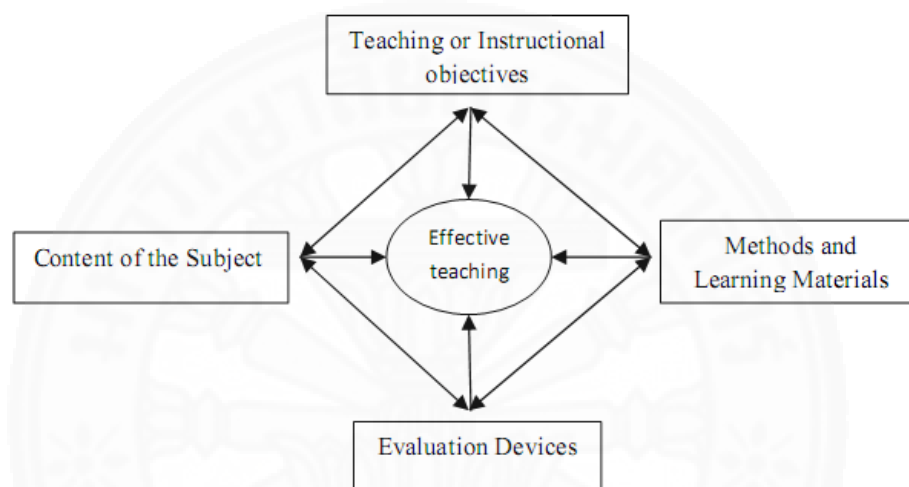 Teaching or Instructional
objectives
Content of the Subject
Effective
teaching
Methods and
Learning Materials
Evaluation Devices